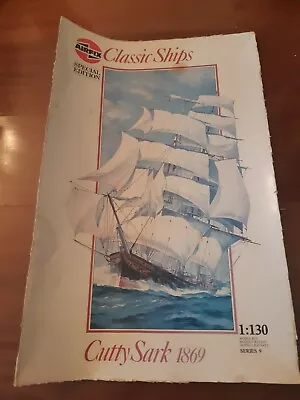 AIRFIX
SPECIAL
EDITION
Classic Ships
1:130
SERIES 9
Cutty Sark 1869